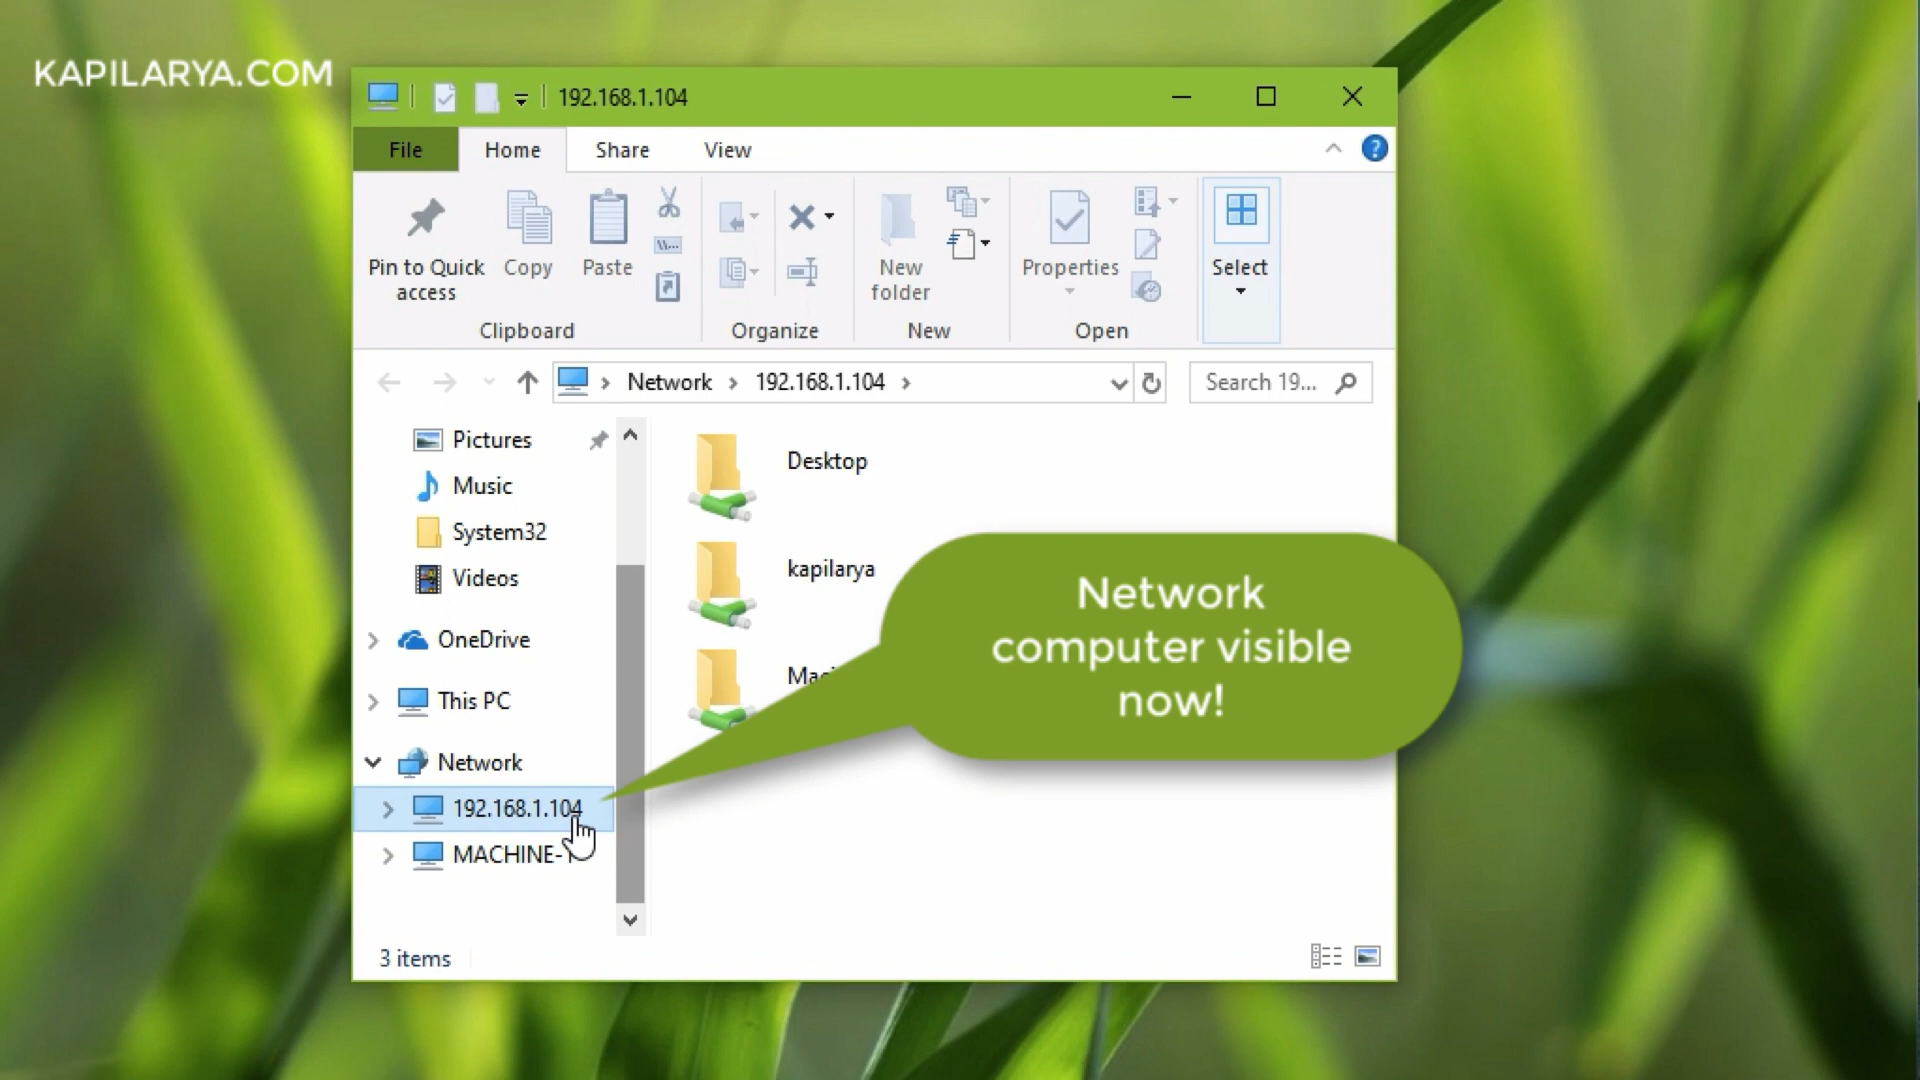 KAPILARYA.COM
192.168.1.104
File Home Share View
Pin to Quick access
Copy
Paste
Clipboard
Organize
New folder
New
Properties
Open
Select
Network 192.168.1.104
Search 19...
Pictures
Music
System32
Videos
OneDrive
This PC
Network
192.168.1.104
MACHINE-
Desktop
kapilarya
Network
computer visible
now!
3 items